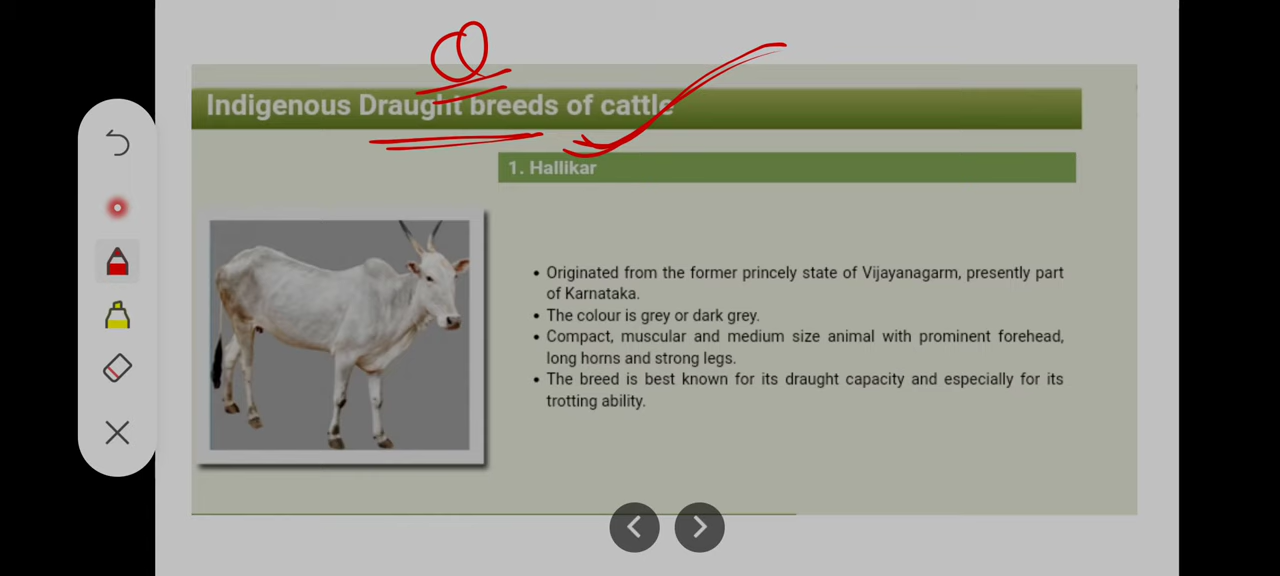 Indigenous Draught breeds of cattle
1. Hallikar
• Originated from the former princely state of Vijayanagarm, presently part
of Karnataka.
• The colour is grey or dark grey.
• Compact, muscular and medium size animal with prominent forehead,
long horns and strong legs.
• The breed is best known for its draught capacity and especially for its
trotting ability.